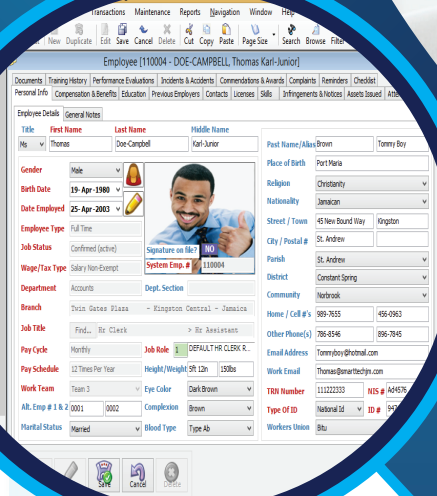 Transactions Maintenance Reports Navigation Window Help
New Duplicate Edit Save Cancel Delete Cut Copy Paste Page Size Search Browse Filter
Employee [110004 - DOE-CAMPBELL, Thomas Karl-Junior]
Documents Training History Performance Evaluations Incidents & Accidents Commendations & Awards Complaints Reminders Checklist
Personal Info Compensation & Benefits Education Previous Employers Contacts Licenses Skills Infringements & Notices Assets Issued
Employee Details General Notes
Title First Name Last Name Middle Name
Ms Thomas Doe-Campbell Karl-Junior
Past Name/Alias Brown Tommy Boy
Place of Birth Port Maria
Gender Male
Religion Christianity
Birth Date 19-Apr-1980
Nationality Jamaican
Date Employed 25-Apr-2003
Street / Town 45 New Bound Way Kingston
Employee Type Full Time
City / Postal # St. Andrew
Job Status Confirmed (active) Signature on file? NO
Parish St. Andrew
Wage/Tax Type Salary Non-Exempt System Emp. # 110004
District Constant Spring
Department Accounts Dept. Section
Community Norbrook
Branch Twin Gates Plaza - Kingston Central - Jamaica
Home / Cell #'s 989-7655 456-0963
Job Title Find... Hr Clerk > Hr Assistant
Other Phone(s) 786-8546 896-7845
Pay Cycle Monthly Job Role 1 DEFAULT HR CLERK R...
Email Address Tommyboy@hotmail.com
Pay Schedule 12 Times Per Year Height/Weight 5ft 12in 150lbs
Work Email Thomas@smarttechjm.com
Work Team Team 3 Eye Color Dark Brown
TRN Number 111222333 NIS # Ad4576
Alt. Emp # 1 & 2 0001 0002 Complexion Brown
Type Of ID National Id ID #
Marital Status Married Blood Type Type Ab
Workers Union Bitu
Save Cancel Delete